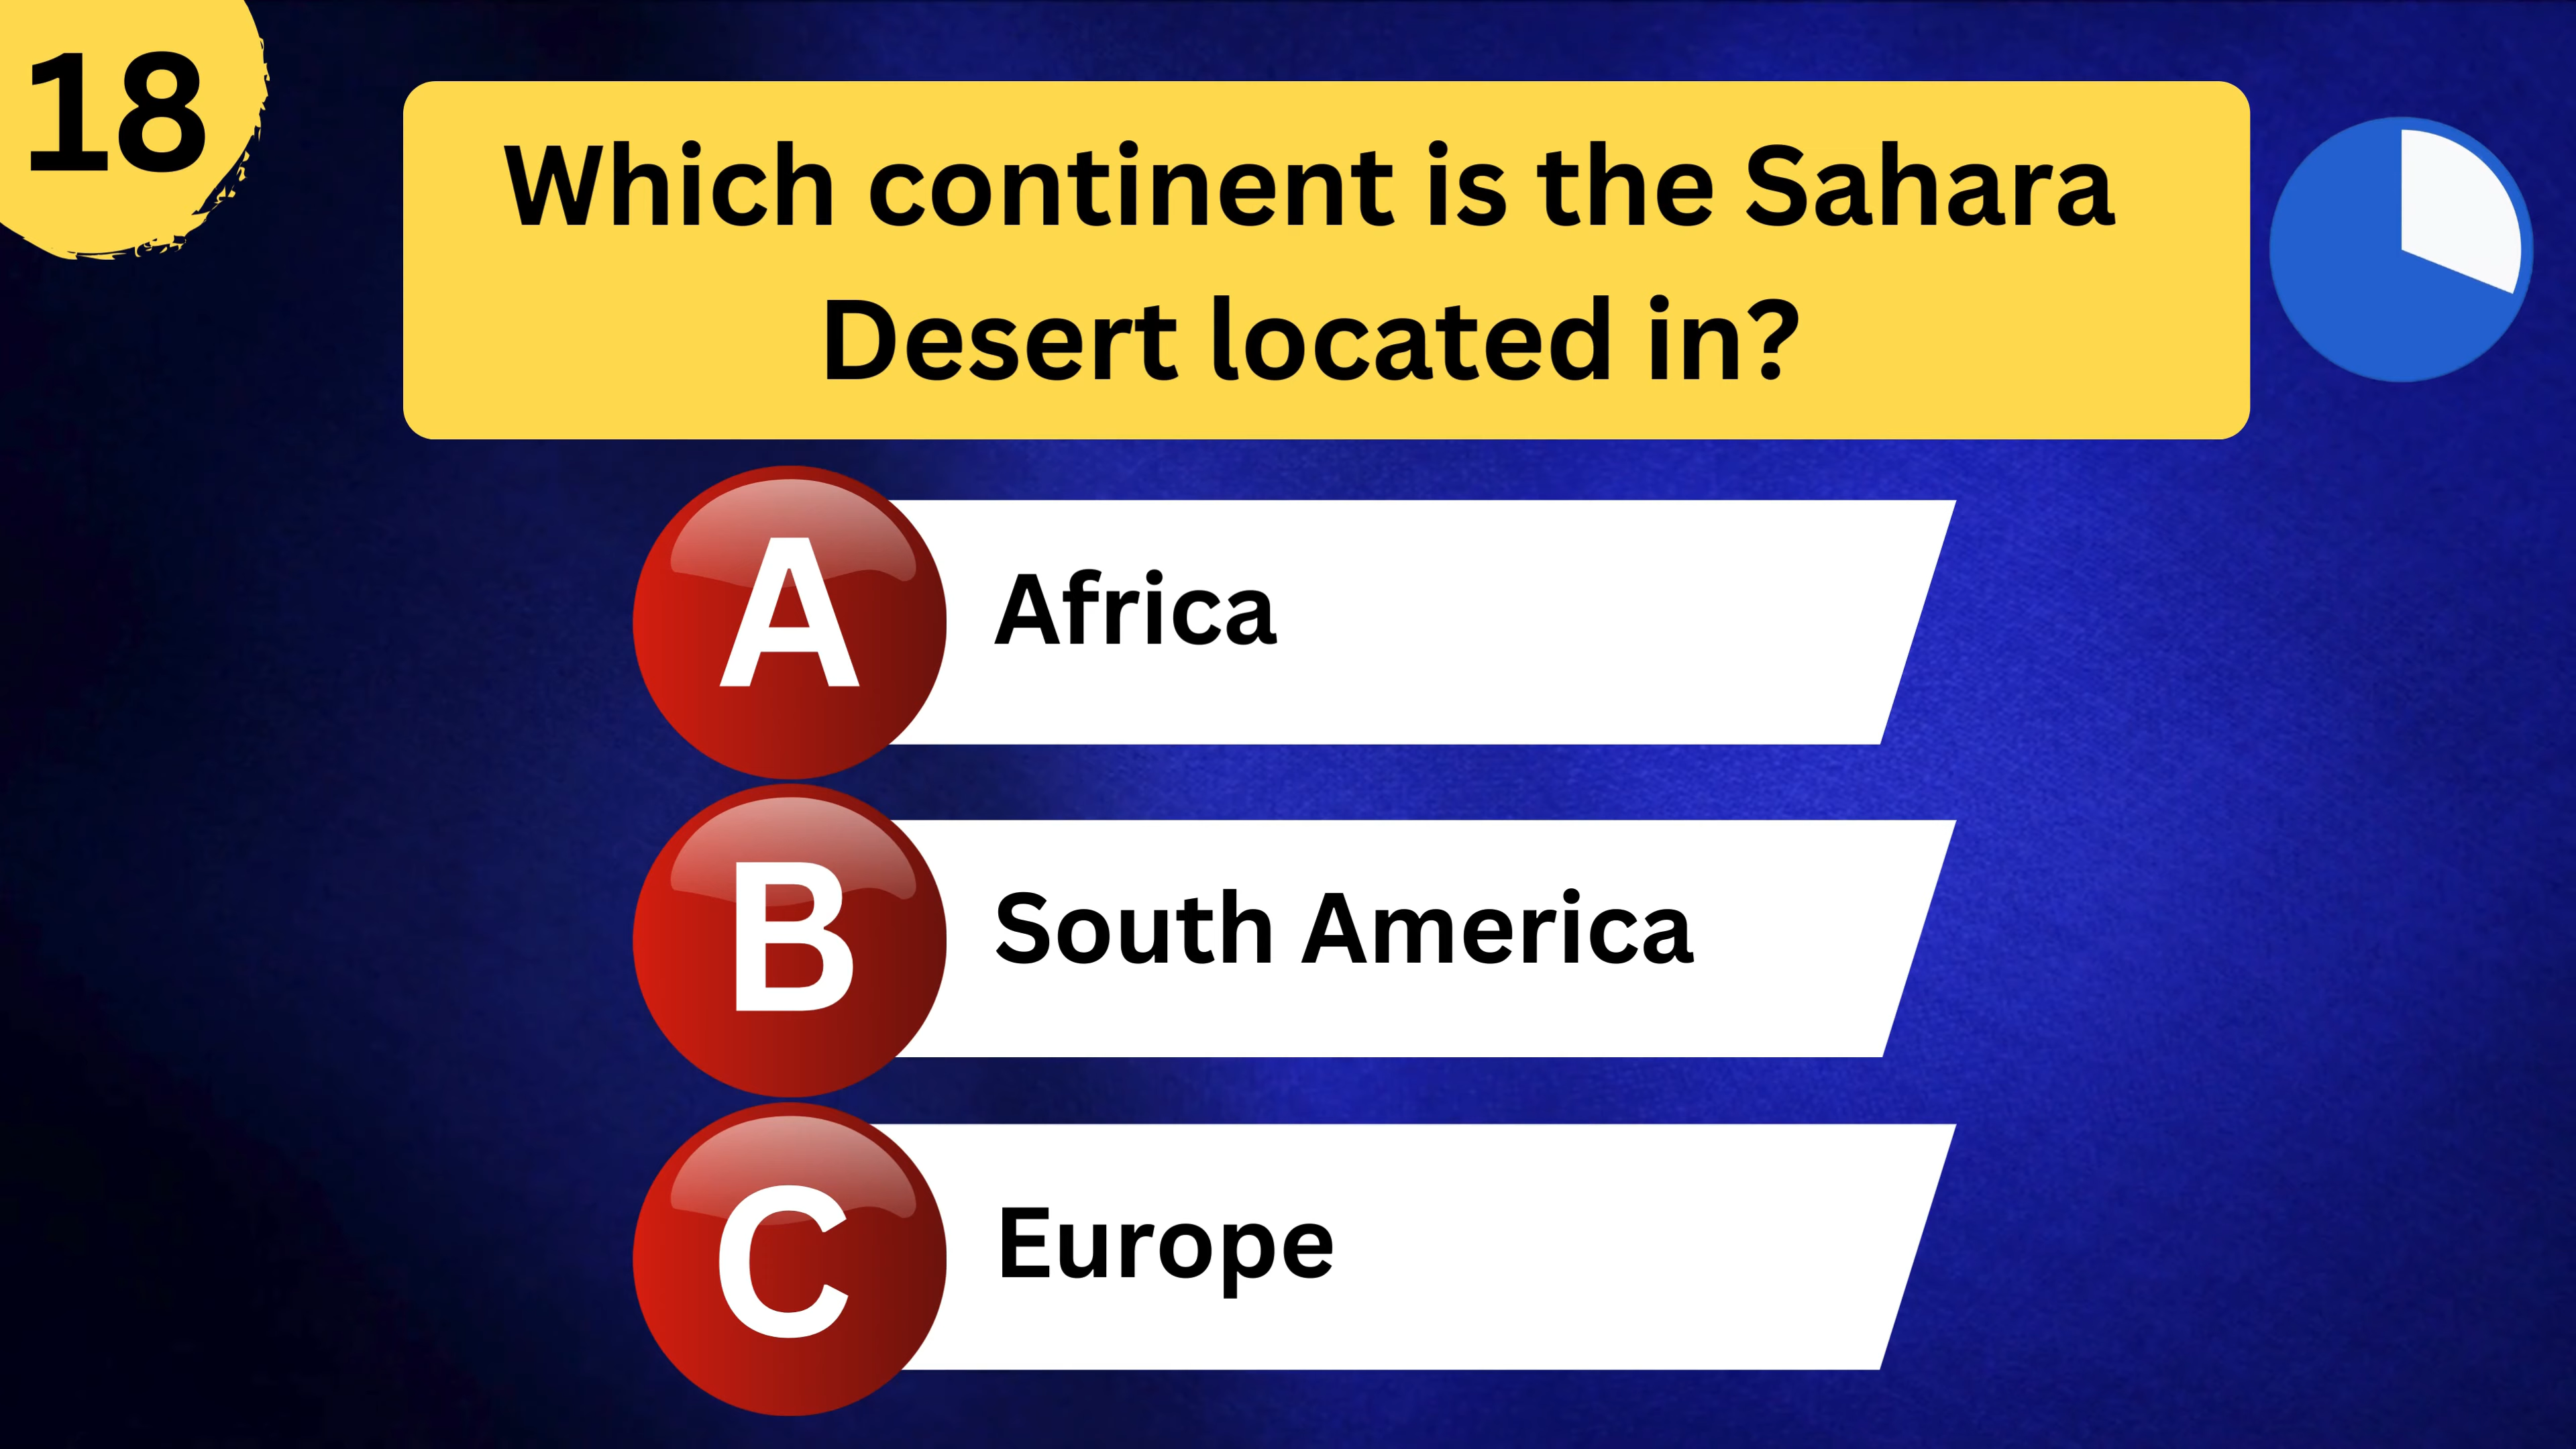 18
Which continent is the Sahara
Desert located in?
A
Africa
B
South America
C
Europe